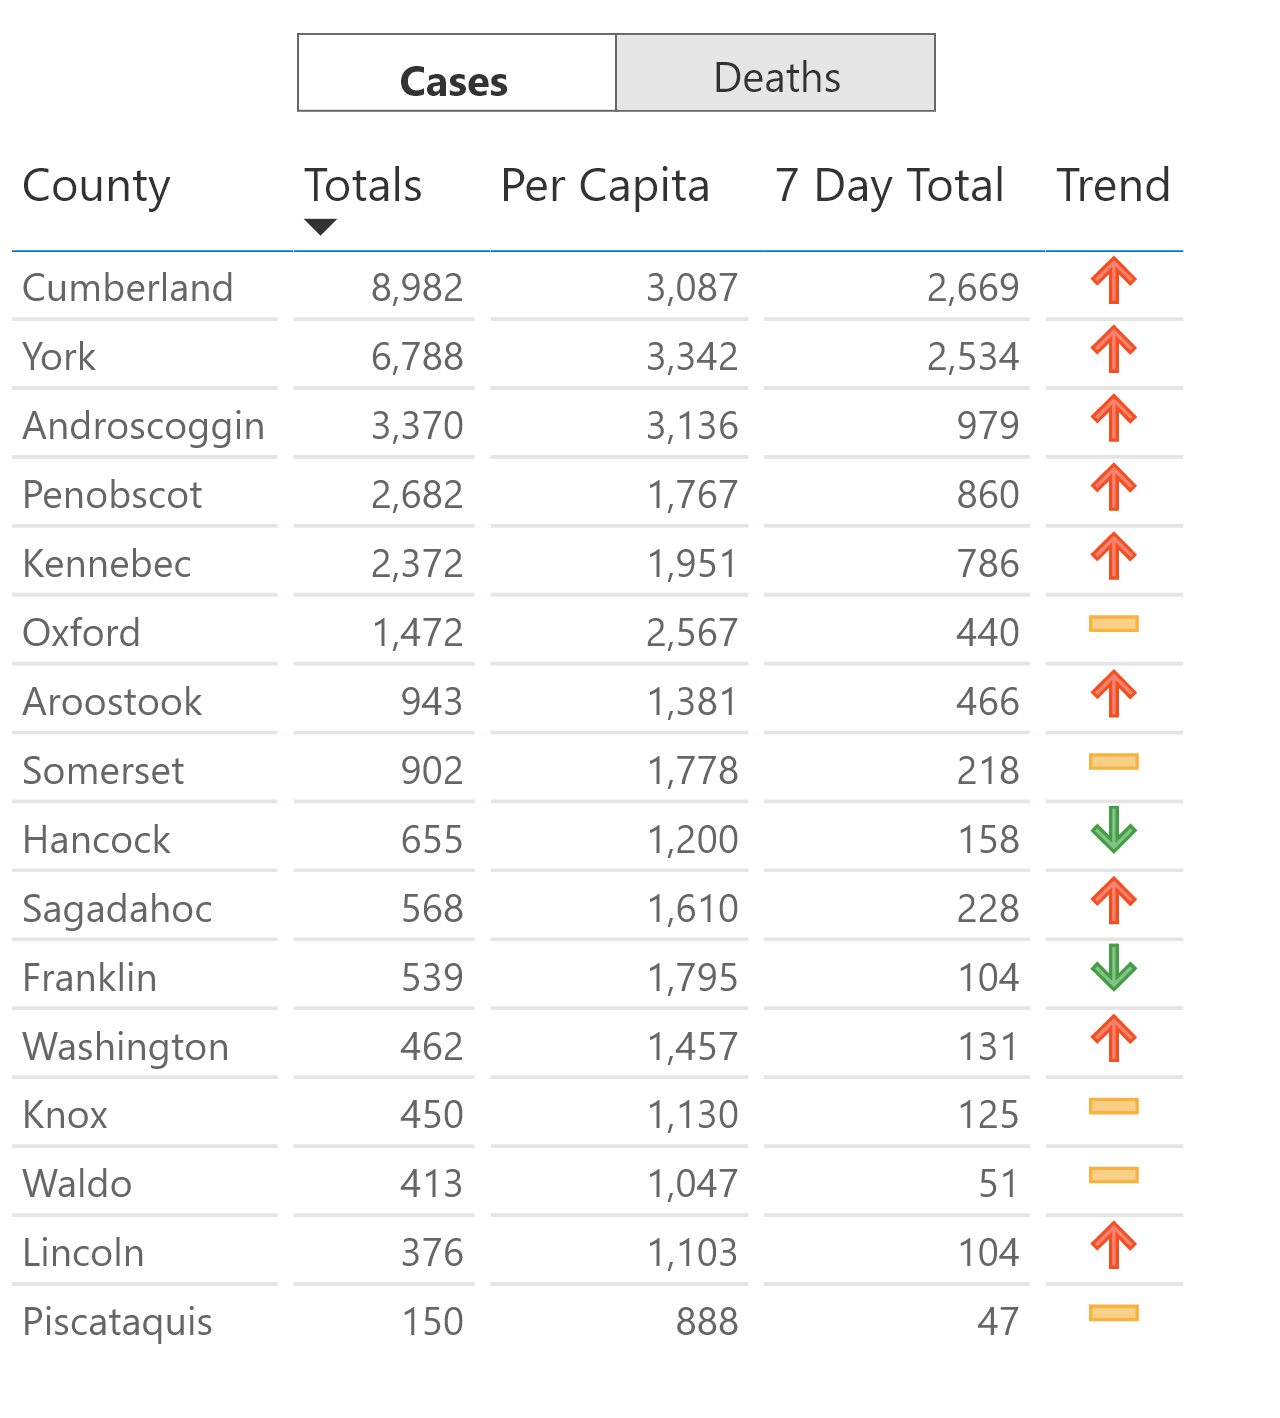 Cases Deaths
County Totals Per Capita 7 Day Total Trend
Cumberland 8,982 3,087 2,669
York 6,788 3,342 2,534
Androscoggin 3,370 3,136 979
Penobscot 2,682 1,767 860
Kennebec 2,372 1,951 786
Oxford 1,472 2,567 440
Aroostook 943 1,381 466
Somerset 902 1,778 218
Hancock 655 1,200 158
Sagadahoc 568 1,610 228
Franklin 539 1,795 104
Washington 462 1,457 131
Knox 450 1,130 125
Waldo 413 1,047 51
Lincoln 376 1,103 104
Piscataquis 150 888 47